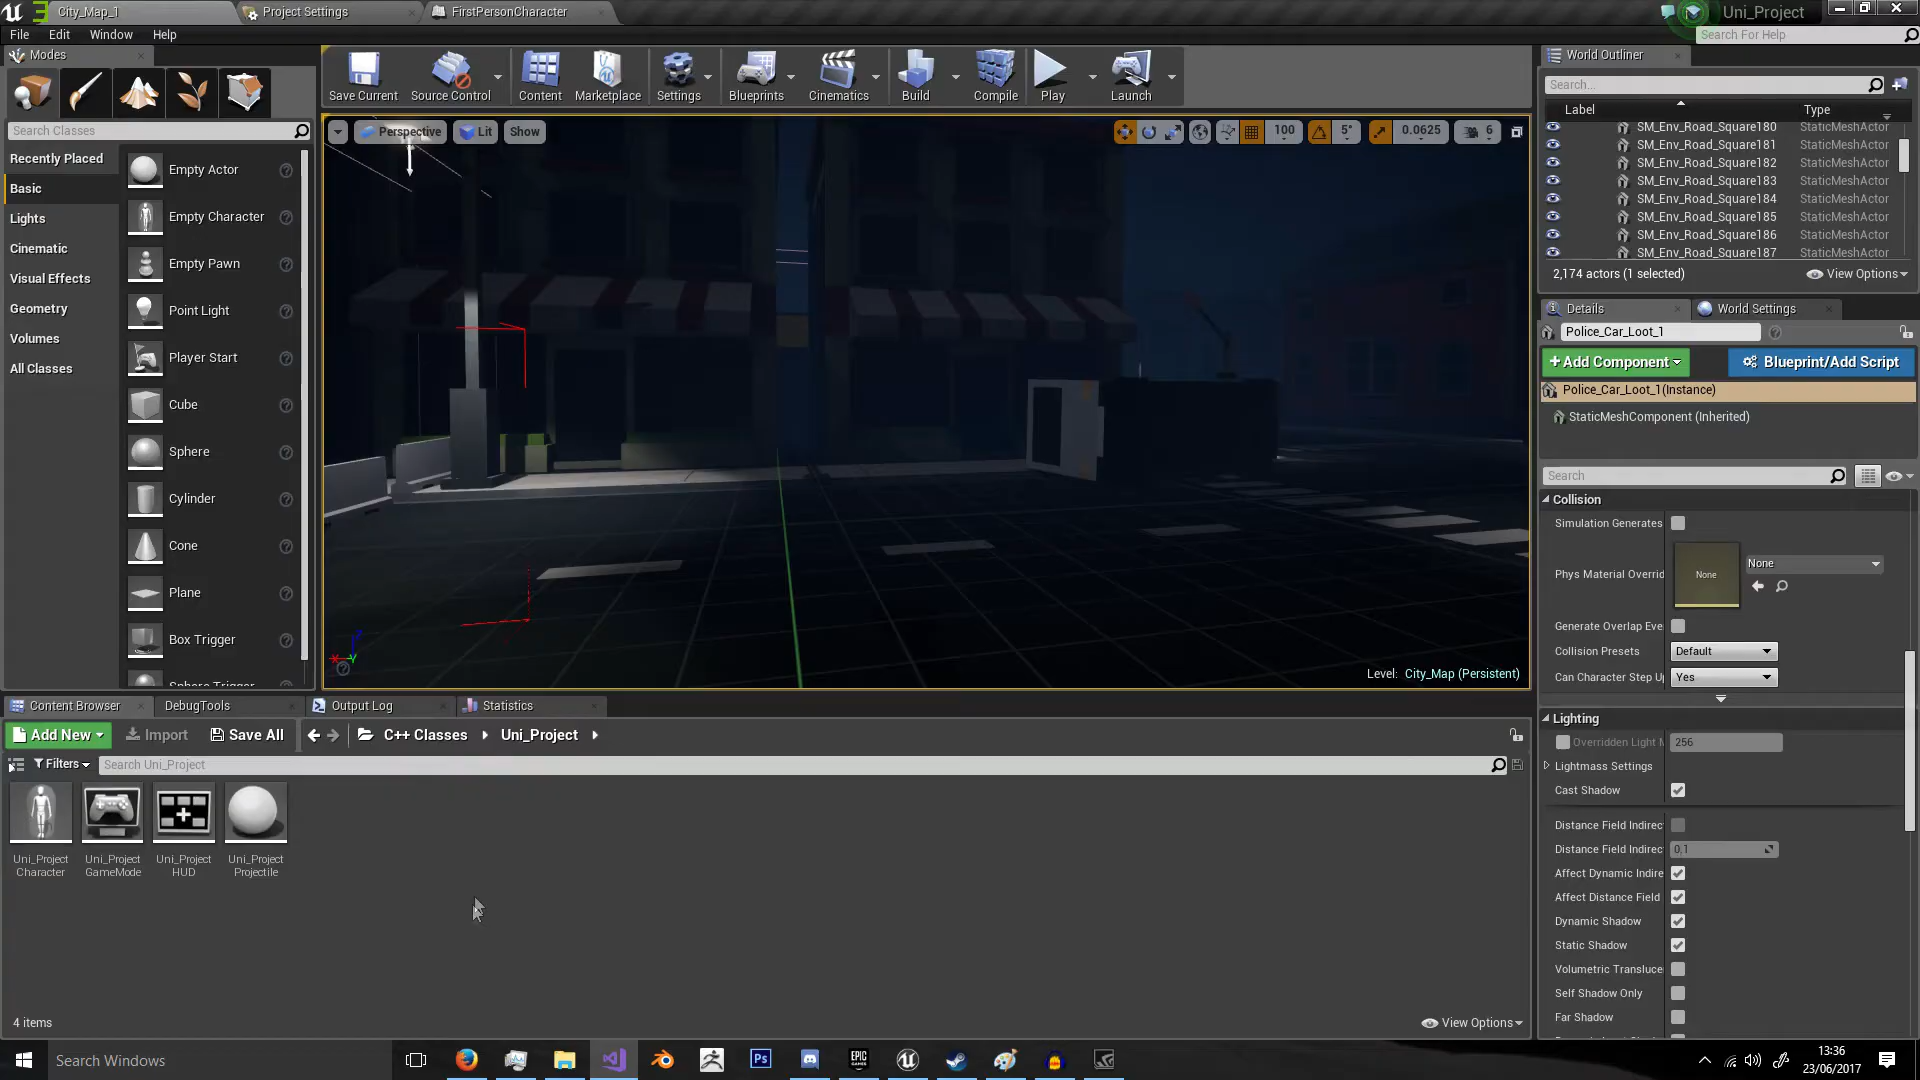 City_Map_1
Project Settings
FirstPersonCharacter
Uni_Project
File
Edit
Window
Help
Search For Help
Modes
Search Classes
Recently Placed
Basic
Lights
Cinematic
Visual Effects
Geometry
Volumes
All Classes
Empty Actor
Empty Character
Empty Pawn
Point Light
Player Start
Cube
Sphere
Cylinder
Cone
Plane
Box Trigger
Save Current
Source Control
Content
Marketplace
Settings
Blueprints
Cinematics
Build
Compile
Play
Launch
Perspective
Lit
Show
100
5°
0.0625
6
Level: City_Map (Persistent)
World Outliner
Search...
Label
Type
SM_Env_Road_Square180 StaticMeshActor
SM_Env_Road_Square181 StaticMeshActor
SM_Env_Road_Square182 StaticMeshActor
SM_Env_Road_Square183 StaticMeshActor
SM_Env_Road_Square184 StaticMeshActor
SM_Env_Road_Square185 StaticMeshActor
SM_Env_Road_Square186 StaticMeshActor
SM_Env_Road_Square187 StaticMeshActor
2,174 actors (1 selected)
View Options
Details
World Settings
Police_Car_Loot_1
+Add Component
Blueprint/Add Script
Police_Car_Loot_1(Instance)
StaticMeshComponent (Inherited)
Search
Collision
Simulation Generates
Phys Material Overrid
None
None
Generate Overlap Eve
Collision Presets
Default
Can Character Step U
Yes
Lighting
Overridden Light M
256
Lightmass Settings
Cast Shadow
Distance Field Indirec
Distance Field Indirec
0.1
Affect Dynamic Indire
Affect Distance Field
Dynamic Shadow
Static Shadow
Volumetric Transluce
Self Shadow Only
Far Shadow
Content Browser
DebugTools
Output Log
Statistics
Add New
Import
Save All
C++ Classes
Uni_Project
Filters
Search Uni_Project
Uni_Project
Character
Uni_Project
GameMode
Uni_Project
HUD
Uni_Project
Projectile
4 items
View Options
Search Windows
Ps
EPIC
GAMES
13:36
23/06/2017